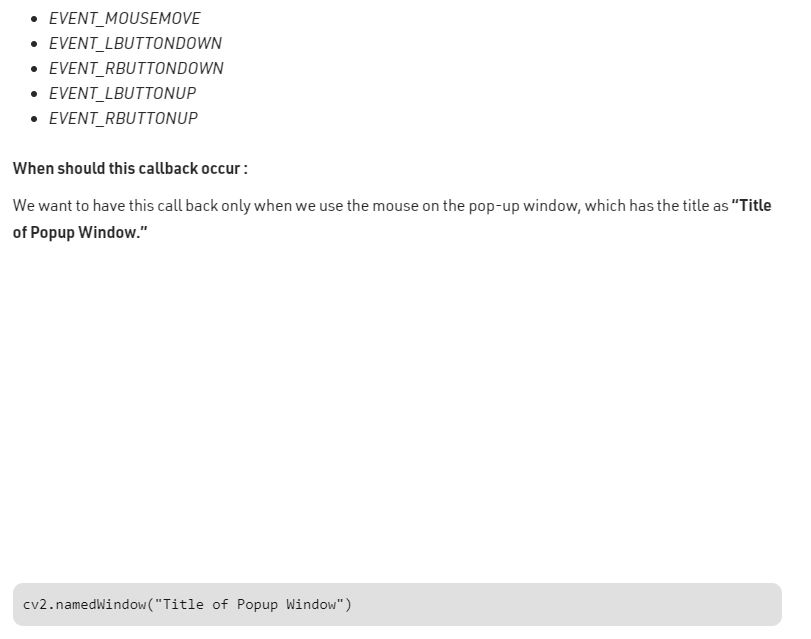 EVENT_MOUSEMOVE
EVENT_LBUTTONDOWN
EVENT_RBUTTONDOWN
EVENT_LBUTTONUP
EVENT_RBUTTONUP
When should this callback occur :
We want to have this call back only when we use the mouse on the pop-up window, which has the title as “Title
of Popup Window.”
cv2.namedWindow("Title of Popup Window")